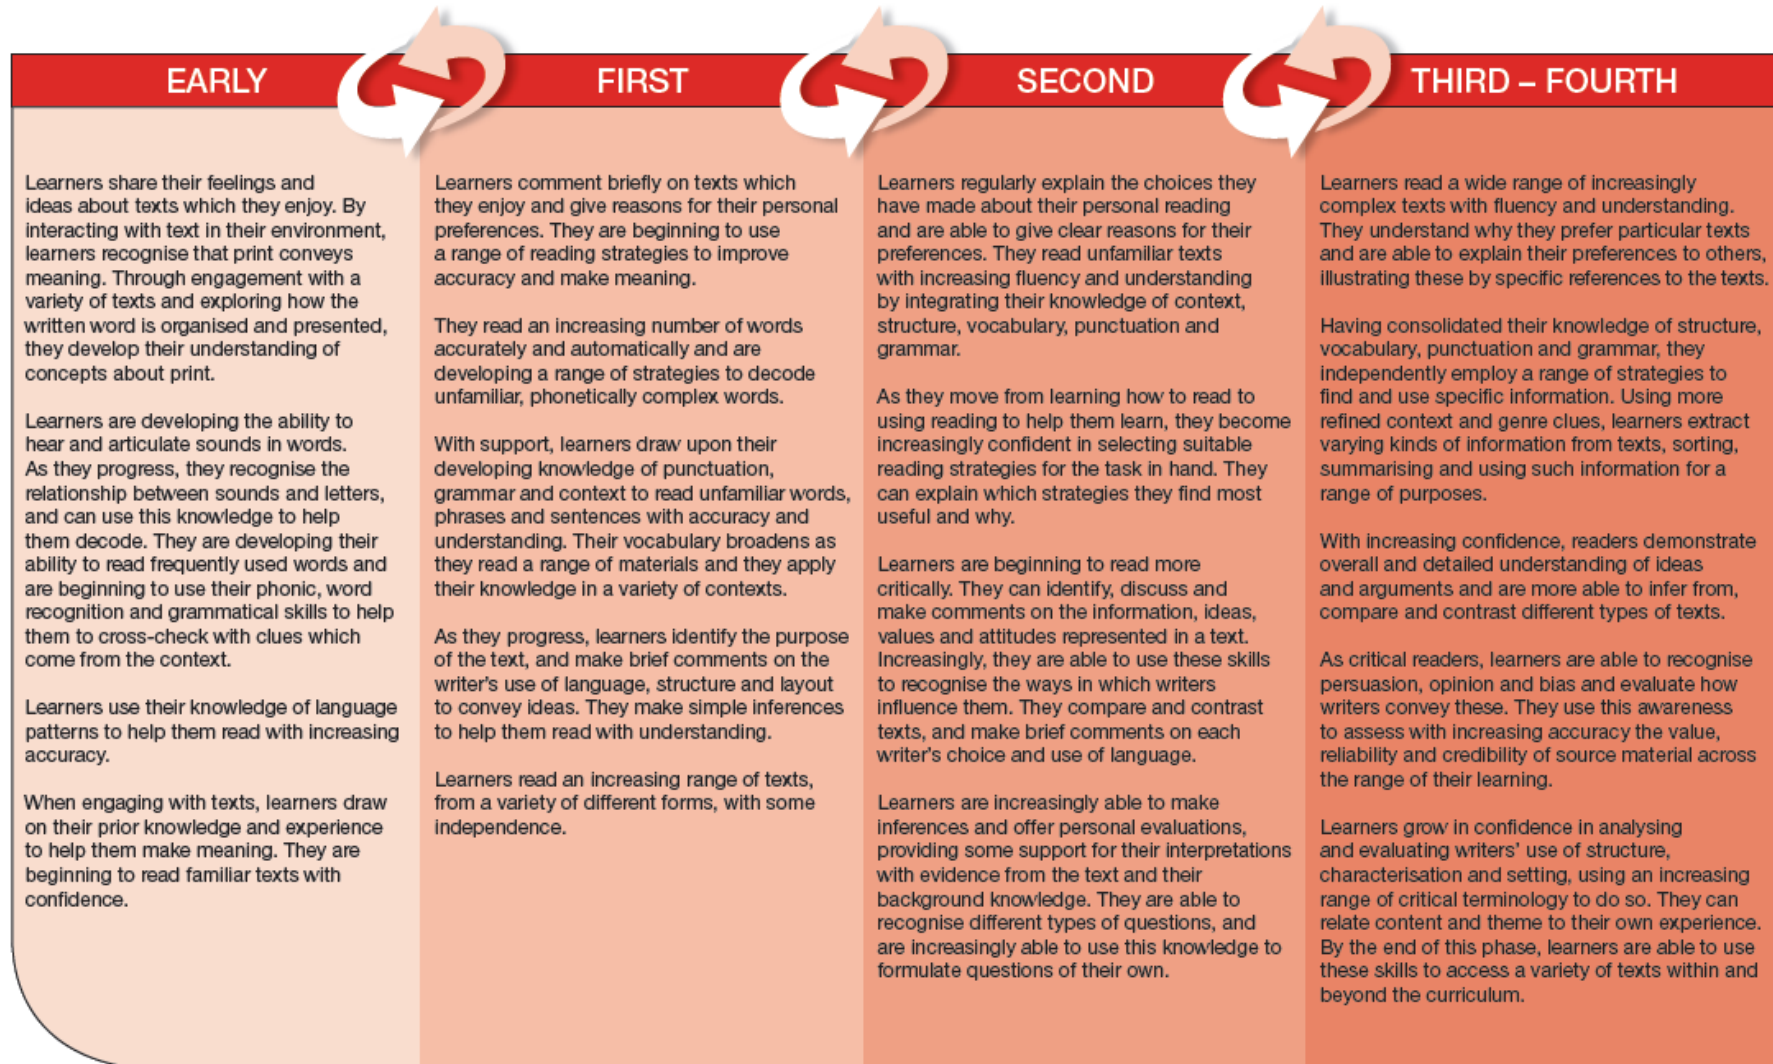 EARLY
Learners share their feelings and
ideas about texts which they enjoy. By
interacting with text in their environment,
learners recognise that print conveys
meaning. Through engagement with a
variety of texts and exploring how the
written word is organised and presented,
they develop their understanding of
concepts about print.
Learners are developing the ability to
hear and articulate sounds in words.
As they progress, they recognise the
relationship between sounds and letters,
and can use this knowledge to help
them decode. They are developing their
ability to read frequently used words and
are beginning to use their phonic, word
recognition and grammatical skills to help
them to cross-check with clues which
come from the context.
Learners use their knowledge of language
patterns to help them read with increasing
accuracy.
When engaging with texts, learners draw
on their prior knowledge and experience
to help them make meaning. They are
beginning to read familiar texts with
confidence.
FIRST
Learners comment briefly on texts which
they enjoy and give reasons for their personal
preferences. They are beginning to use
a range of reading strategies to improve
accuracy and make meaning.
They read an increasing number of words
accurately and automatically and are
developing a range of strategies to decode
unfamiliar, phonetically complex words.
With support, learners draw upon their
developing knowledge of punctuation,
grammar and context to read unfamiliar words,
phrases and sentences with accuracy and
understanding. Their vocabulary broadens as
they read a range of materials and they apply
their knowledge in a variety of contexts.
As they progress, learners identify the purpose
of the text, and make brief comments on the
writer's use of language, structure and layout
to convey ideas. They make simple inferences
to help them read with understanding.
Learners read an increasing range of texts,
from a variety of different forms, with some
independence.
SECOND
Learners regularly explain the choices they
have made about their personal reading
and are able to give clear reasons for their
preferences. They read unfamiliar texts
with increasing fluency and understanding
by integrating their knowledge of context,
structure, vocabulary, punctuation and
grammar.
As they move from learning how to read to
using reading to help them learn, they become
increasingly confident in selecting suitable
reading strategies for the task in hand. They
can explain which strategies they find most
useful and why.
Learners are beginning to read more
critically. They can identify, discuss and
make comments on the information, ideas,
values and attitudes represented in a text.
Increasingly, they are able to use these skills
to recognise the ways in which writers
influence them. They compare and contrast
texts, and make brief comments on each
writer's choice and use of language.
Learners are increasingly able to make
inferences and offer personal evaluations,
providing some support for their interpretations
with evidence from the text and their
background knowledge. They are able to
recognise different types of questions, and
are increasingly able to use this knowledge to
formulate questions of their own.
THIRD – FOURTH
Learners read a wide range of increasingly
complex texts with fluency and understanding.
They understand why they prefer particular texts
and are able to explain their preferences to others,
illustrating these by specific references to the texts.
Having consolidated their knowledge of structure,
vocabulary, punctuation and grammar, they
independently employ a range of strategies to
find and use specific information. Using more
refined context and genre clues, learners extract
varying kinds of information from texts, sorting,
summarising and using such information for a
range of purposes.
With increasing confidence, readers demonstrate
overall and detailed understanding of ideas
and arguments and are more able to infer from,
compare and contrast different types of texts.
As critical readers, learners are able to recognise
persuasion, opinion and bias and evaluate how
writers convey these. They use this awareness
to assess with increasing accuracy the value,
reliability and credibility of source material across
the range of their learning.
Learners grow in confidence in analysing
and evaluating writers' use of structure,
characterisation and setting, using an increasing
range of critical terminology to do so. They can
relate content and theme to their own experience.
By the end of this phase, learners are able to use
these skills to access a variety of texts within and
beyond the curriculum.